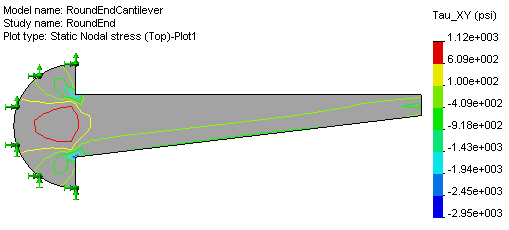 Model name: RoundEndCantilever
Study name: RoundEnd
Plot type: Static Nodal stress (Top)-Plot1
Tau_XY (psi)
1.12e+003
6.09e+002
1.00e+002
-4.09e+002
-9.18e+002
-1.43e+003
-1.94e+003
-2.45e+003
-2.95e+003